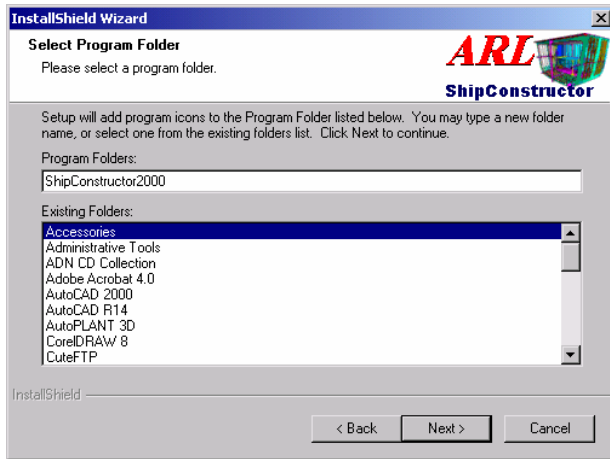 InstallShield Wizard
Select Program Folder
Please select a program folder.
ARL
ShipConstructor
Setup will add program icons to the Program Folder listed below. You may type a new folder
name, or select one from the existing folders list. Click Next to continue.
Program Folders:
ShipConstructor2000
Existing Folders:
Accessories
Administrative Tools
ADN CD Collection
Adobe Acrobat 4.0
AutoCAD 2000
AutoCAD R14
AutoPLANT 3D
CorelDRAW 8
CuteFTP
InstallShield
< Back Next > Cancel